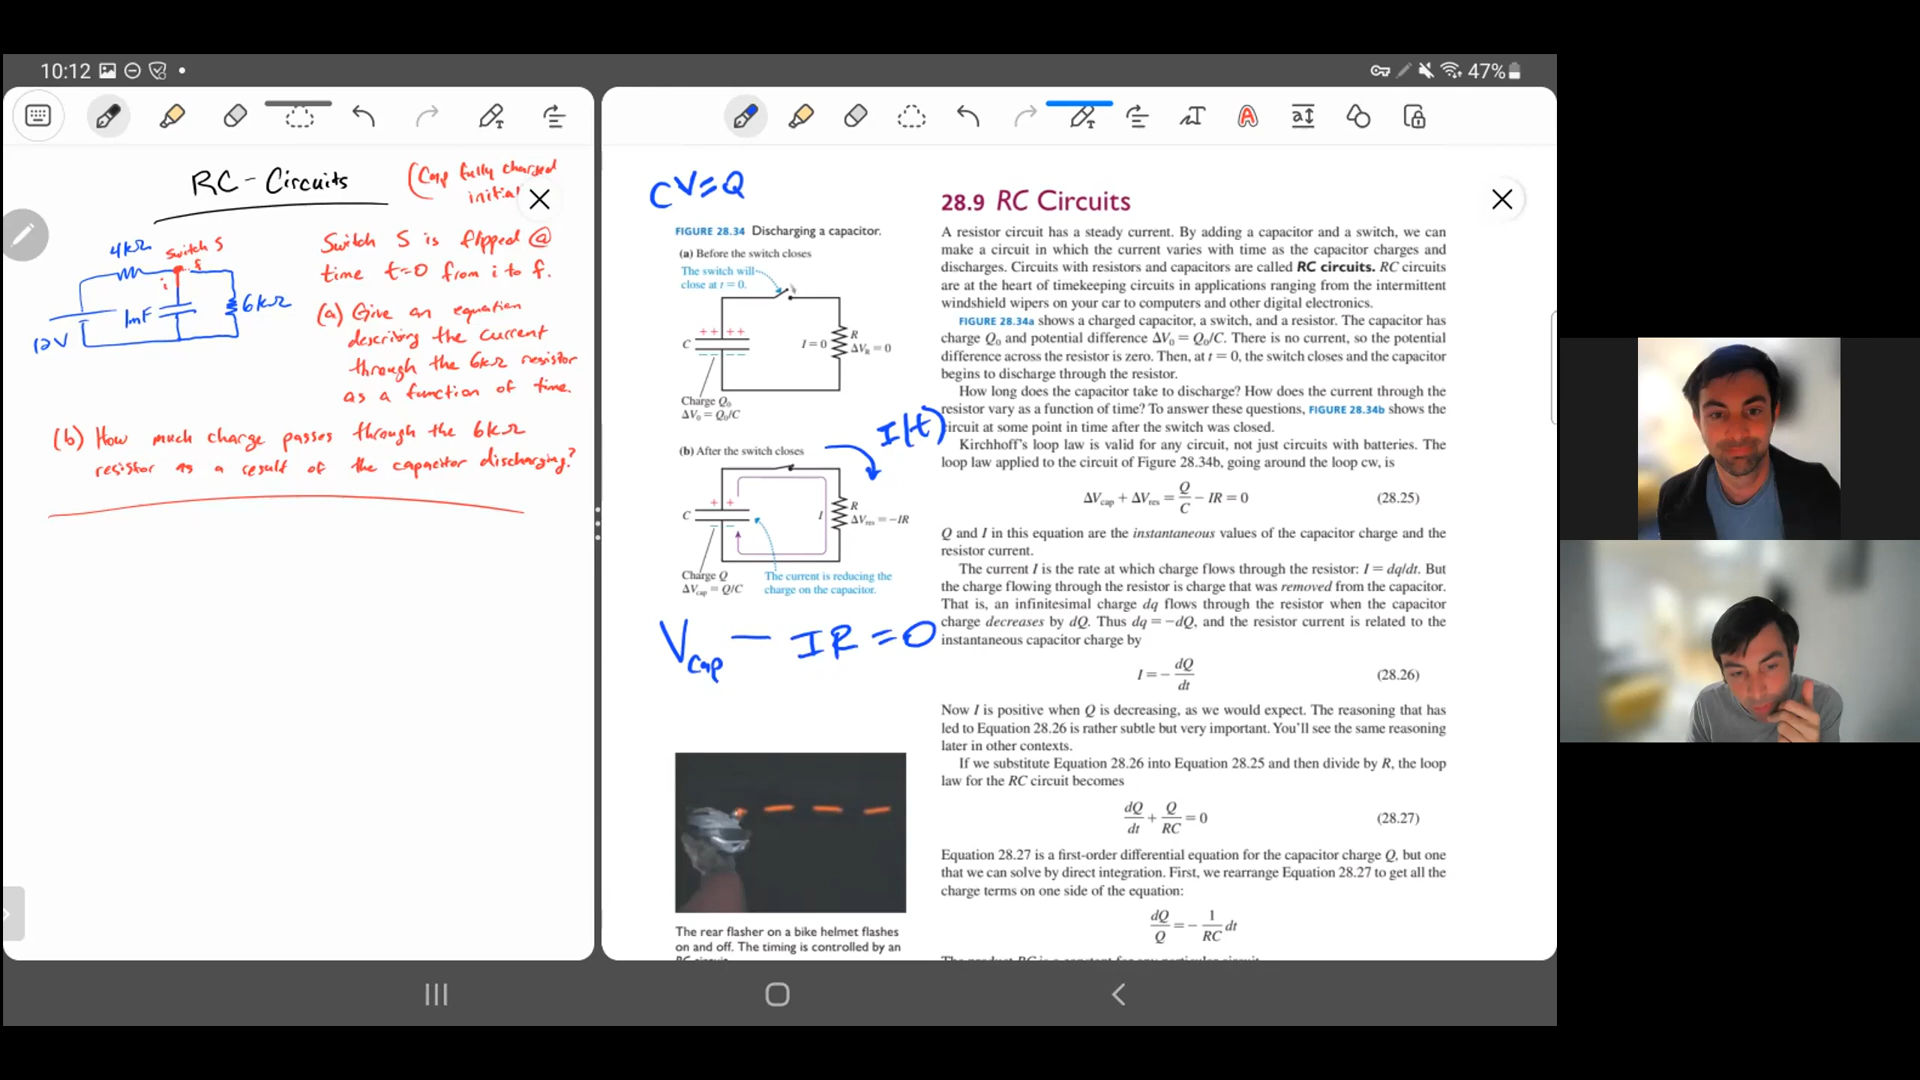 10:12
47%
RC-Circuits
(Cap fully charged
initial
4kΩ
Switch S
f
i
1mF
6kΩ
12V
Switch S is flipped @
time t=0 from i to f.
(a) Give an equation
describing the current
through the 6kΩ resistor
as a function of time.
(b) How much charge passes through the 6kΩ
resistor as a result of the capacitor discharging?
CV=Q
FIGURE 28.34 Discharging a capacitor.
(a) Before the switch closes
The switch will
close at t = 0.
++ ++
C
I = 0
R
ΔV_R = 0
Charge Q₀
ΔV₀ = Q₀/C
I(t)
(b) After the switch closes
+ +
C
I
R
ΔV_res = −IR
Charge Q
ΔV_cap = Q/C
The current is reducing the
charge on the capacitor.
V_cap − IR = 0
The rear flasher on a bike helmet flashes
on and off. The timing is controlled by an
RC circuit.
28.9 RC Circuits
A resistor circuit has a steady current. By adding a capacitor and a switch, we can
make a circuit in which the current varies with time as the capacitor charges and
discharges. Circuits with resistors and capacitors are called RC circuits. RC circuits
are at the heart of timekeeping circuits in applications ranging from the intermittent
windshield wipers on your car to computers and other digital electronics.
FIGURE 28.34a shows a charged capacitor, a switch, and a resistor. The capacitor has
charge Q₀ and potential difference ΔV₀ = Q₀/C. There is no current, so the potential
difference across the resistor is zero. Then, at t = 0, the switch closes and the capacitor
begins to discharge through the resistor.
How long does the capacitor take to discharge? How does the current through the
resistor vary as a function of time? To answer these questions, FIGURE 28.34b shows the
circuit at some point in time after the switch was closed.
Kirchhoff's loop law is valid for any circuit, not just circuits with batteries. The
loop law applied to the circuit of Figure 28.34b, going around the loop cw, is
ΔV_cap + ΔV_res = Q/C − IR = 0 (28.25)
Q and I in this equation are the instantaneous values of the capacitor charge and the
resistor current.
The current I is the rate at which charge flows through the resistor: I = dq/dt. But
the charge flowing through the resistor is charge that was removed from the capacitor.
That is, an infinitesimal charge dq flows through the resistor when the capacitor
charge decreases by dQ. Thus dq = −dQ, and the resistor current is related to the
instantaneous capacitor charge by
I = − dQ/dt (28.26)
Now I is positive when Q is decreasing, as we would expect. The reasoning that has
led to Equation 28.26 is rather subtle but very important. You'll see the same reasoning
later in other contexts.
If we substitute Equation 28.26 into Equation 28.25 and then divide by R, the loop
law for the RC circuit becomes
dQ/dt + Q/RC = 0 (28.27)
Equation 28.27 is a first-order differential equation for the capacitor charge Q, but one
that we can solve by direct integration. First, we rearrange Equation 28.27 to get all the
charge terms on one side of the equation:
dQ/Q = − 1/RC dt